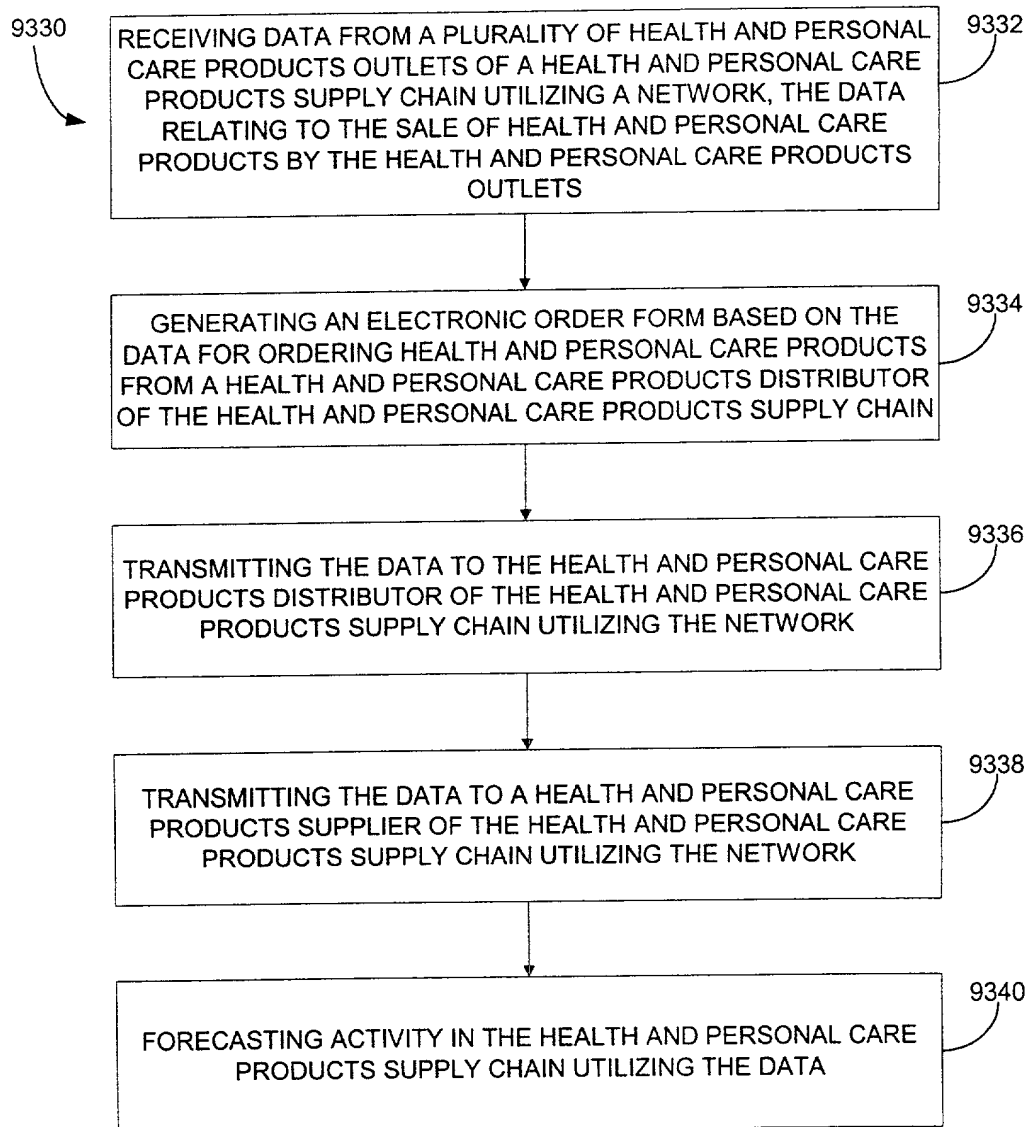 9330
RECEIVING DATA FROM A PLURALITY OF HEALTH AND PERSONAL
CARE PRODUCTS OUTLETS OF A HEALTH AND PERSONAL CARE
PRODUCTS SUPPLY CHAIN UTILIZING A NETWORK, THE DATA
RELATING TO THE SALE OF HEALTH AND PERSONAL CARE
PRODUCTS BY THE HEALTH AND PERSONAL CARE PRODUCTS
OUTLETS
9332
GENERATING AN ELECTRONIC ORDER FORM BASED ON THE
DATA FOR ORDERING HEALTH AND PERSONAL CARE PRODUCTS
FROM A HEALTH AND PERSONAL CARE PRODUCTS DISTRIBUTOR
OF THE HEALTH AND PERSONAL CARE PRODUCTS SUPPLY CHAIN
9334
TRANSMITTING THE DATA TO THE HEALTH AND PERSONAL CARE
PRODUCTS DISTRIBUTOR OF THE HEALTH AND PERSONAL CARE
PRODUCTS SUPPLY CHAIN UTILIZING THE NETWORK
9336
TRANSMITTING THE DATA TO A HEALTH AND PERSONAL CARE
PRODUCTS SUPPLIER OF THE HEALTH AND PERSONAL CARE
PRODUCTS SUPPLY CHAIN UTILIZING THE NETWORK
9338
FORECASTING ACTIVITY IN THE HEALTH AND PERSONAL CARE
PRODUCTS SUPPLY CHAIN UTILIZING THE DATA
9340